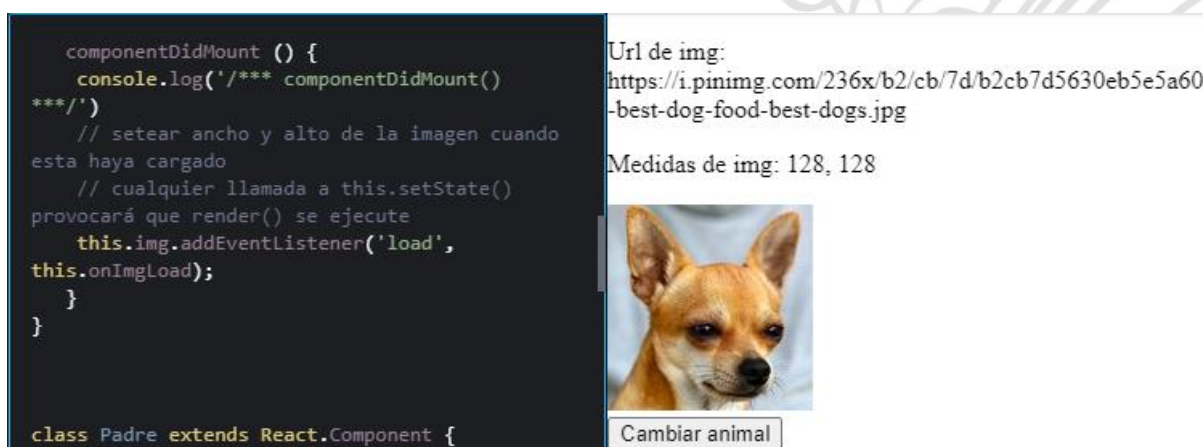 componentDidMount () {
console.log('/*** componentDidMount()
***/')
// setear ancho y alto de la imagen cuando
esta haya cargado
// cualquier llamada a this.setState()
provocará que render() se ejecute
this.img.addEventListener('load',
this.onImgLoad);
}
}
class Padre extends React.Component {
Url de img:
https://i.pinimg.com/236x/b2/cb/7d/b2cb7d5630eb5e5a60
-best-dog-food-best-dogs.jpg
Medidas de img: 128, 128
Cambiar animal